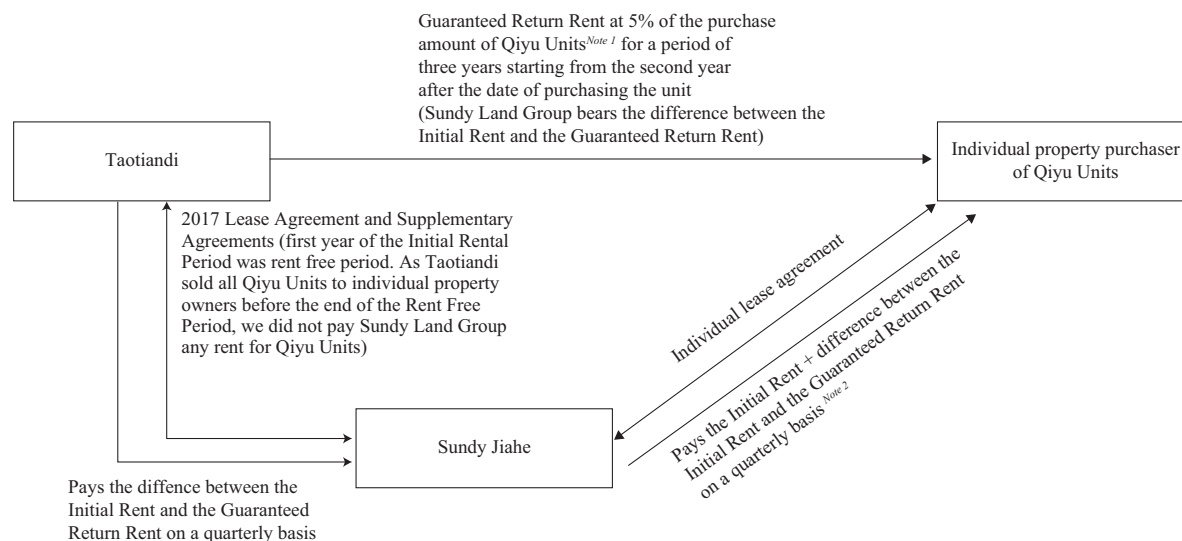 Guaranteed Return Rent at 5% of the purchase
amount of Qiyu Units Note 1 for a period of
three years starting from the second year
after the date of purchasing the unit
(Sundy Land Group bears the difference between the
Initial Rent and the Guaranteed Return Rent)
Taotiandi
Individual property purchaser
of Qiyu Units
2017 Lease Agreement and Supplementary
Agreements (first year of the Initial Rental
Period was rent free period. As Taotiandi
sold all Qiyu Units to individual property
owners before the end of the Rent Free
Period, we did not pay Sundy Land Group
any rent for Qiyu Units)
Individual lease agreement
Pays the Initial Rent + difference between the
Initial Rent and the Guaranteed Return Rent
on a quarterly basis Note 2
Sundy Jiahe
Pays the diffence between the
Initial Rent and the Guaranteed
Return Rent on a quarterly basis